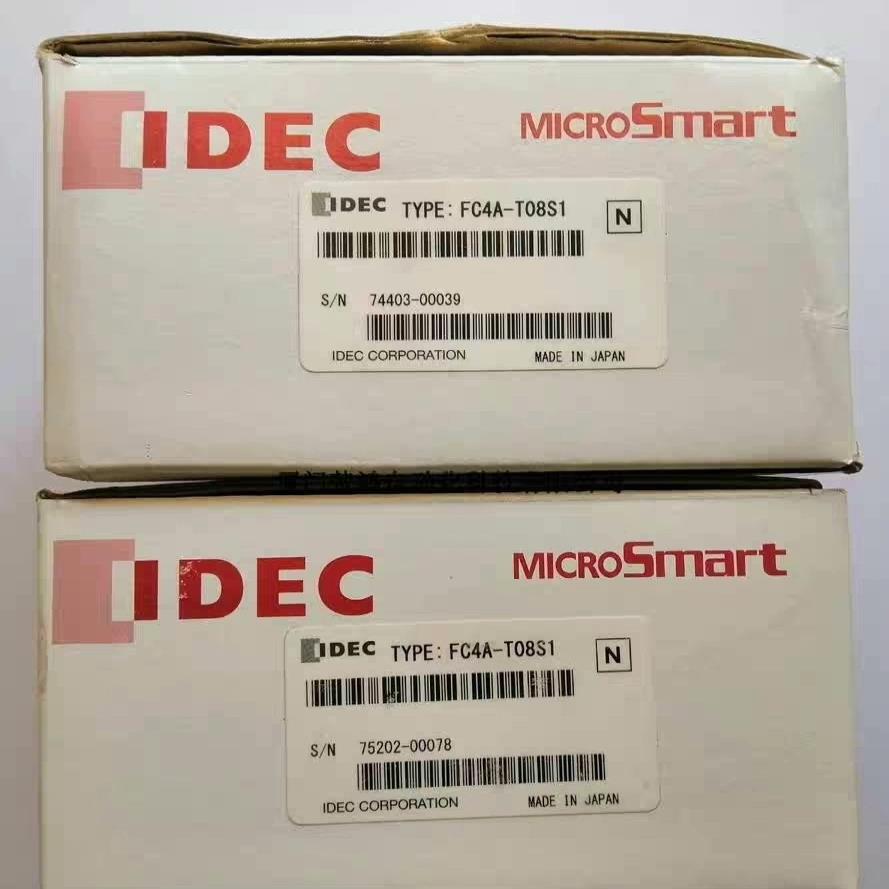 IDEC
MICROSmart
IDEC TYPE: FC4A-T08S1 N
S/N 74403-00039
IDEC CORPORATION MADE IN JAPAN
IDEC
MICROSmart
IDEC TYPE: FC4A-T08S1 N
S/N 75202-00078
IDEC CORPORATION MADE IN JAPAN